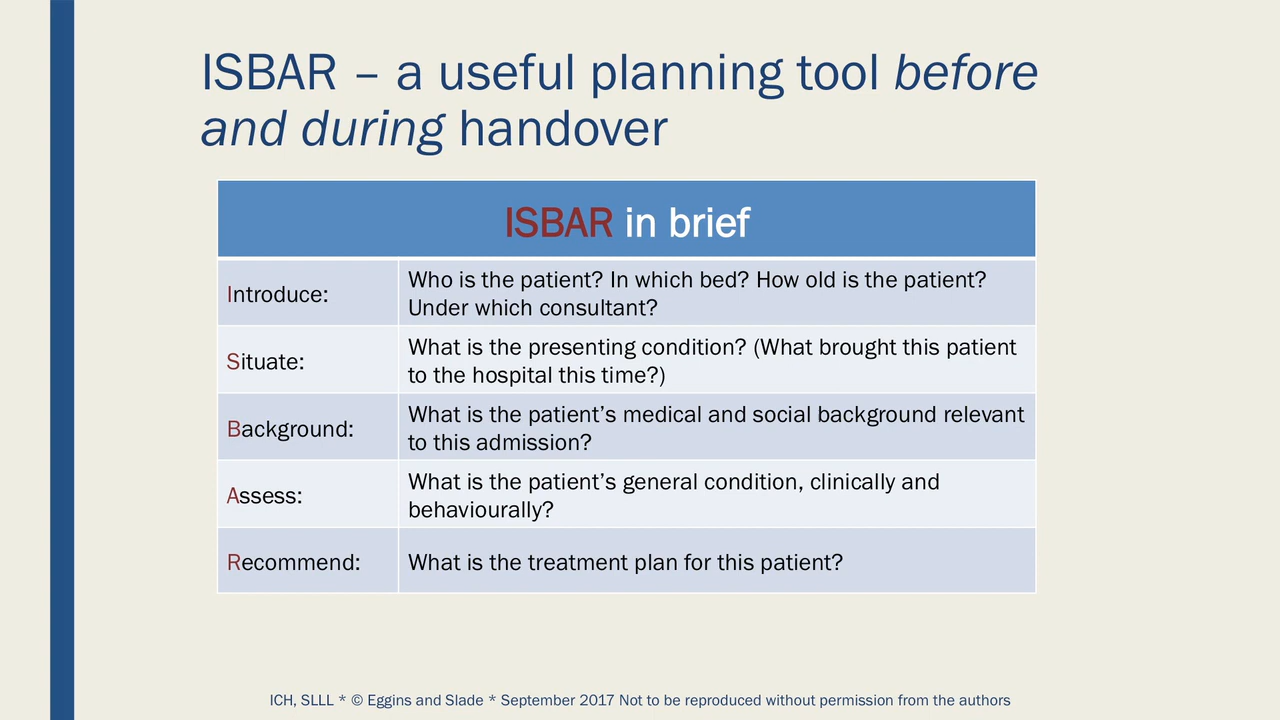 ISBAR – a useful planning tool before
and during handover
ISBAR in brief
Introduce:
Who is the patient? In which bed? How old is the patient?
Under which consultant?
Situate:
What is the presenting condition? (What brought this patient
to the hospital this time?)
Background:
What is the patient’s medical and social background relevant
to this admission?
Assess:
What is the patient’s general condition, clinically and
behaviourally?
Recommend:
What is the treatment plan for this patient?
ICH, SLLL * © Eggins and Slade * September 2017 Not to be reproduced without permission from the authors